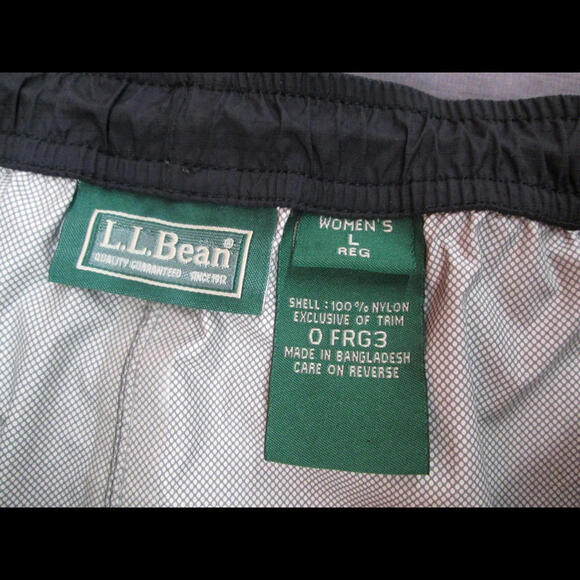 L.L.Bean®
QUALITY GUARANTEED SINCE 1912
WOMEN'S
L
REG
SHELL: 100% NYLON
EXCLUSIVE OF TRIM
0 FRG3
MADE IN BANGLADESH
CARE ON REVERSE